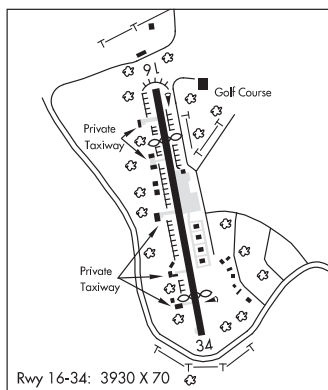 16
Golf Course
Private
Taxiway
Private
Taxiway
34
Rwy 16-34: 3930 X 70